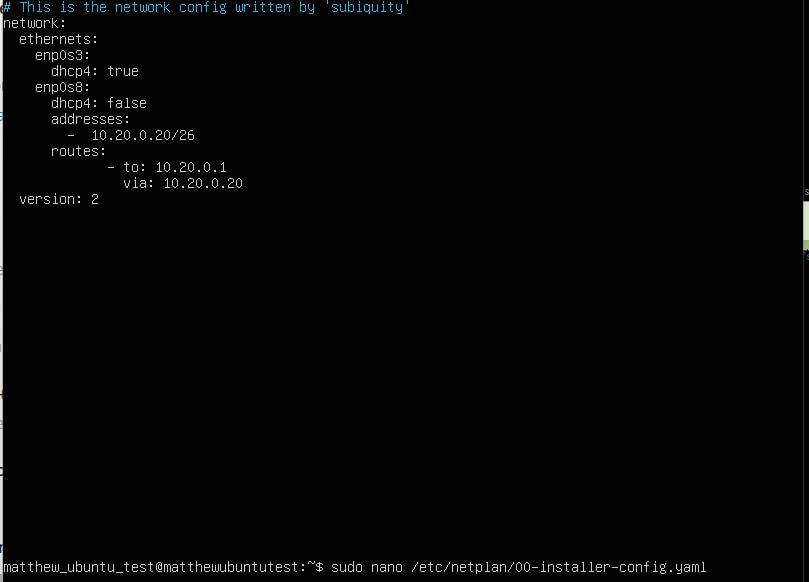 # This is the network config written by 'subiquity'
network:
  ethernets:
    enp0s3:
      dhcp4: true
    enp0s8:
      dhcp4: false
      addresses:
        -  10.20.0.20/26
      routes:
             - to: 10.20.0.1
               via: 10.20.0.20
  version: 2
matthew_ubuntu_test@matthewubuntutest:~$ sudo nano /etc/netplan/00-installer-config.yaml